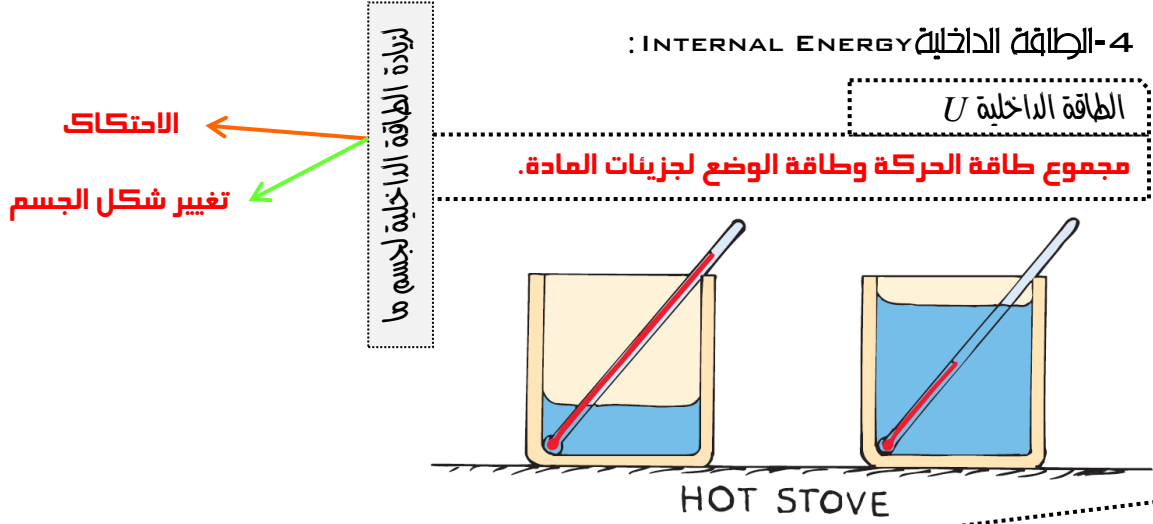 4-الطاقة الداخلية INTERNAL ENERGY:
الطاقة الداخلية U
مجموع طاقة الحركة وطاقة الوضع لجزيئات المادة.
لزيادة الطاقة الداخلية لجسم ما
الاحتكاك
تغيير شكل الجسم
HOT STOVE